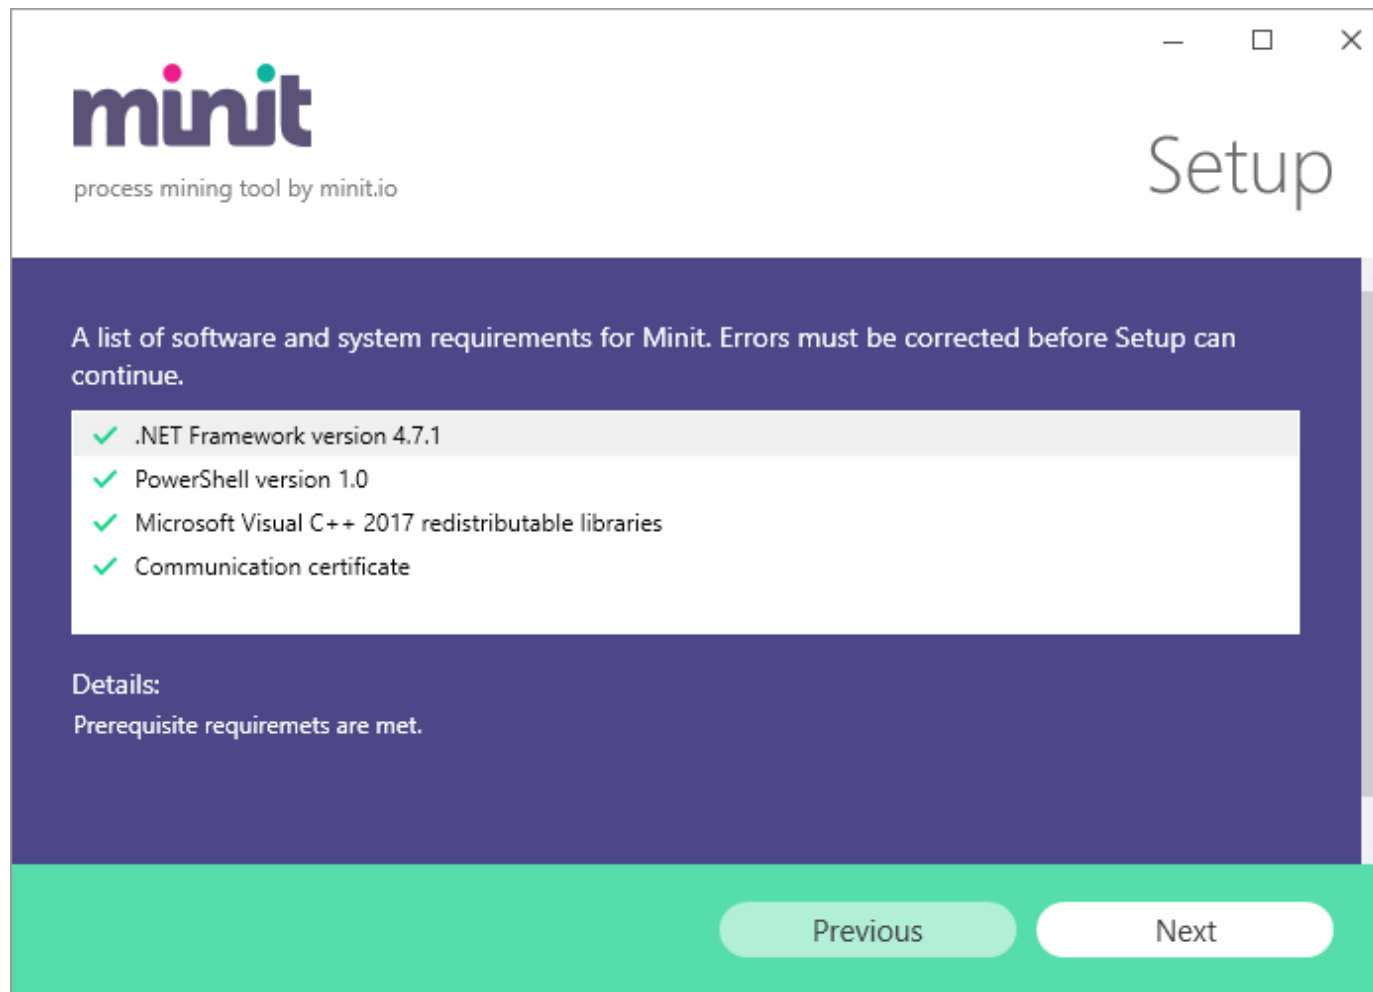 minit
process mining tool by minit.io
Setup
A list of software and system requirements for Minit. Errors must be corrected before Setup can
continue.
.NET Framework version 4.7.1
PowerShell version 1.0
Microsoft Visual C++ 2017 redistributable libraries
Communication certificate
Details:
Prerequisite requiremets are met.
Previous
Next